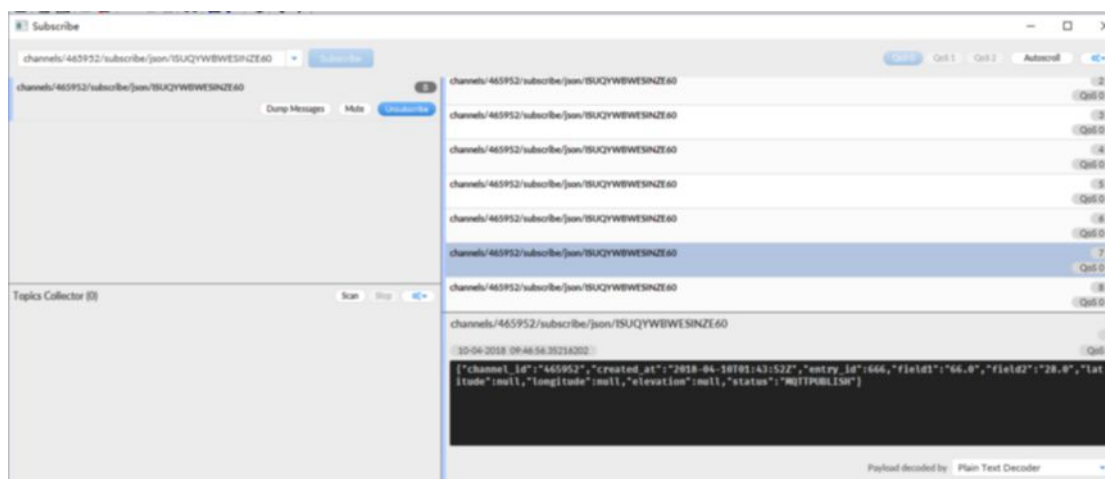 Subscribe
channels/465952/subscribe/json/ISUQYWBWESINZE60
Subscribe
QoS 0 QoS 1 QoS 2 Autoscroll
channels/465952/subscribe/json/ISUQYWBWESINZE60
8
Dump Messages Mute Unsubscribe
channels/465952/subscribe/json/ISUQYWBWESINZE60
2
QoS 0
channels/465952/subscribe/json/ISUQYWBWESINZE60
3
QoS 0
channels/465952/subscribe/json/ISUQYWBWESINZE60
4
QoS 0
channels/465952/subscribe/json/ISUQYWBWESINZE60
5
QoS 0
channels/465952/subscribe/json/ISUQYWBWESINZE60
6
QoS 0
channels/465952/subscribe/json/ISUQYWBWESINZE60
7
QoS 0
channels/465952/subscribe/json/ISUQYWBWESINZE60
8
QoS 0
Topics Collector (0)
Scan Stop
channels/465952/subscribe/json/ISUQYWBWESINZE60
10-04-2018 09:46:56.35216202
QoS
{"channel_id":"465952","created_at":"2018-04-10T01:43:52Z","entry_id":666,"field1":"66.0","field2":"28.0","lat
itude":null,"longitude":null,"elevation":null,"status":"MQTTPUBLISH"}
Payload decoded by Plain Text Decoder